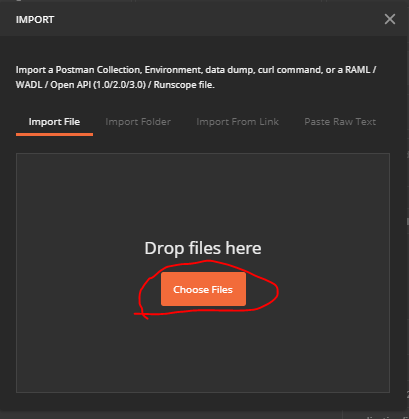 IMPORT
Import a Postman Collection, Environment, data dump, curl command, or a RAML /
WADL / Open API (1.0/2.0/3.0) / Runscope file.
Import File Import Folder Import From Link Paste Raw Text
Drop files here
Choose Files